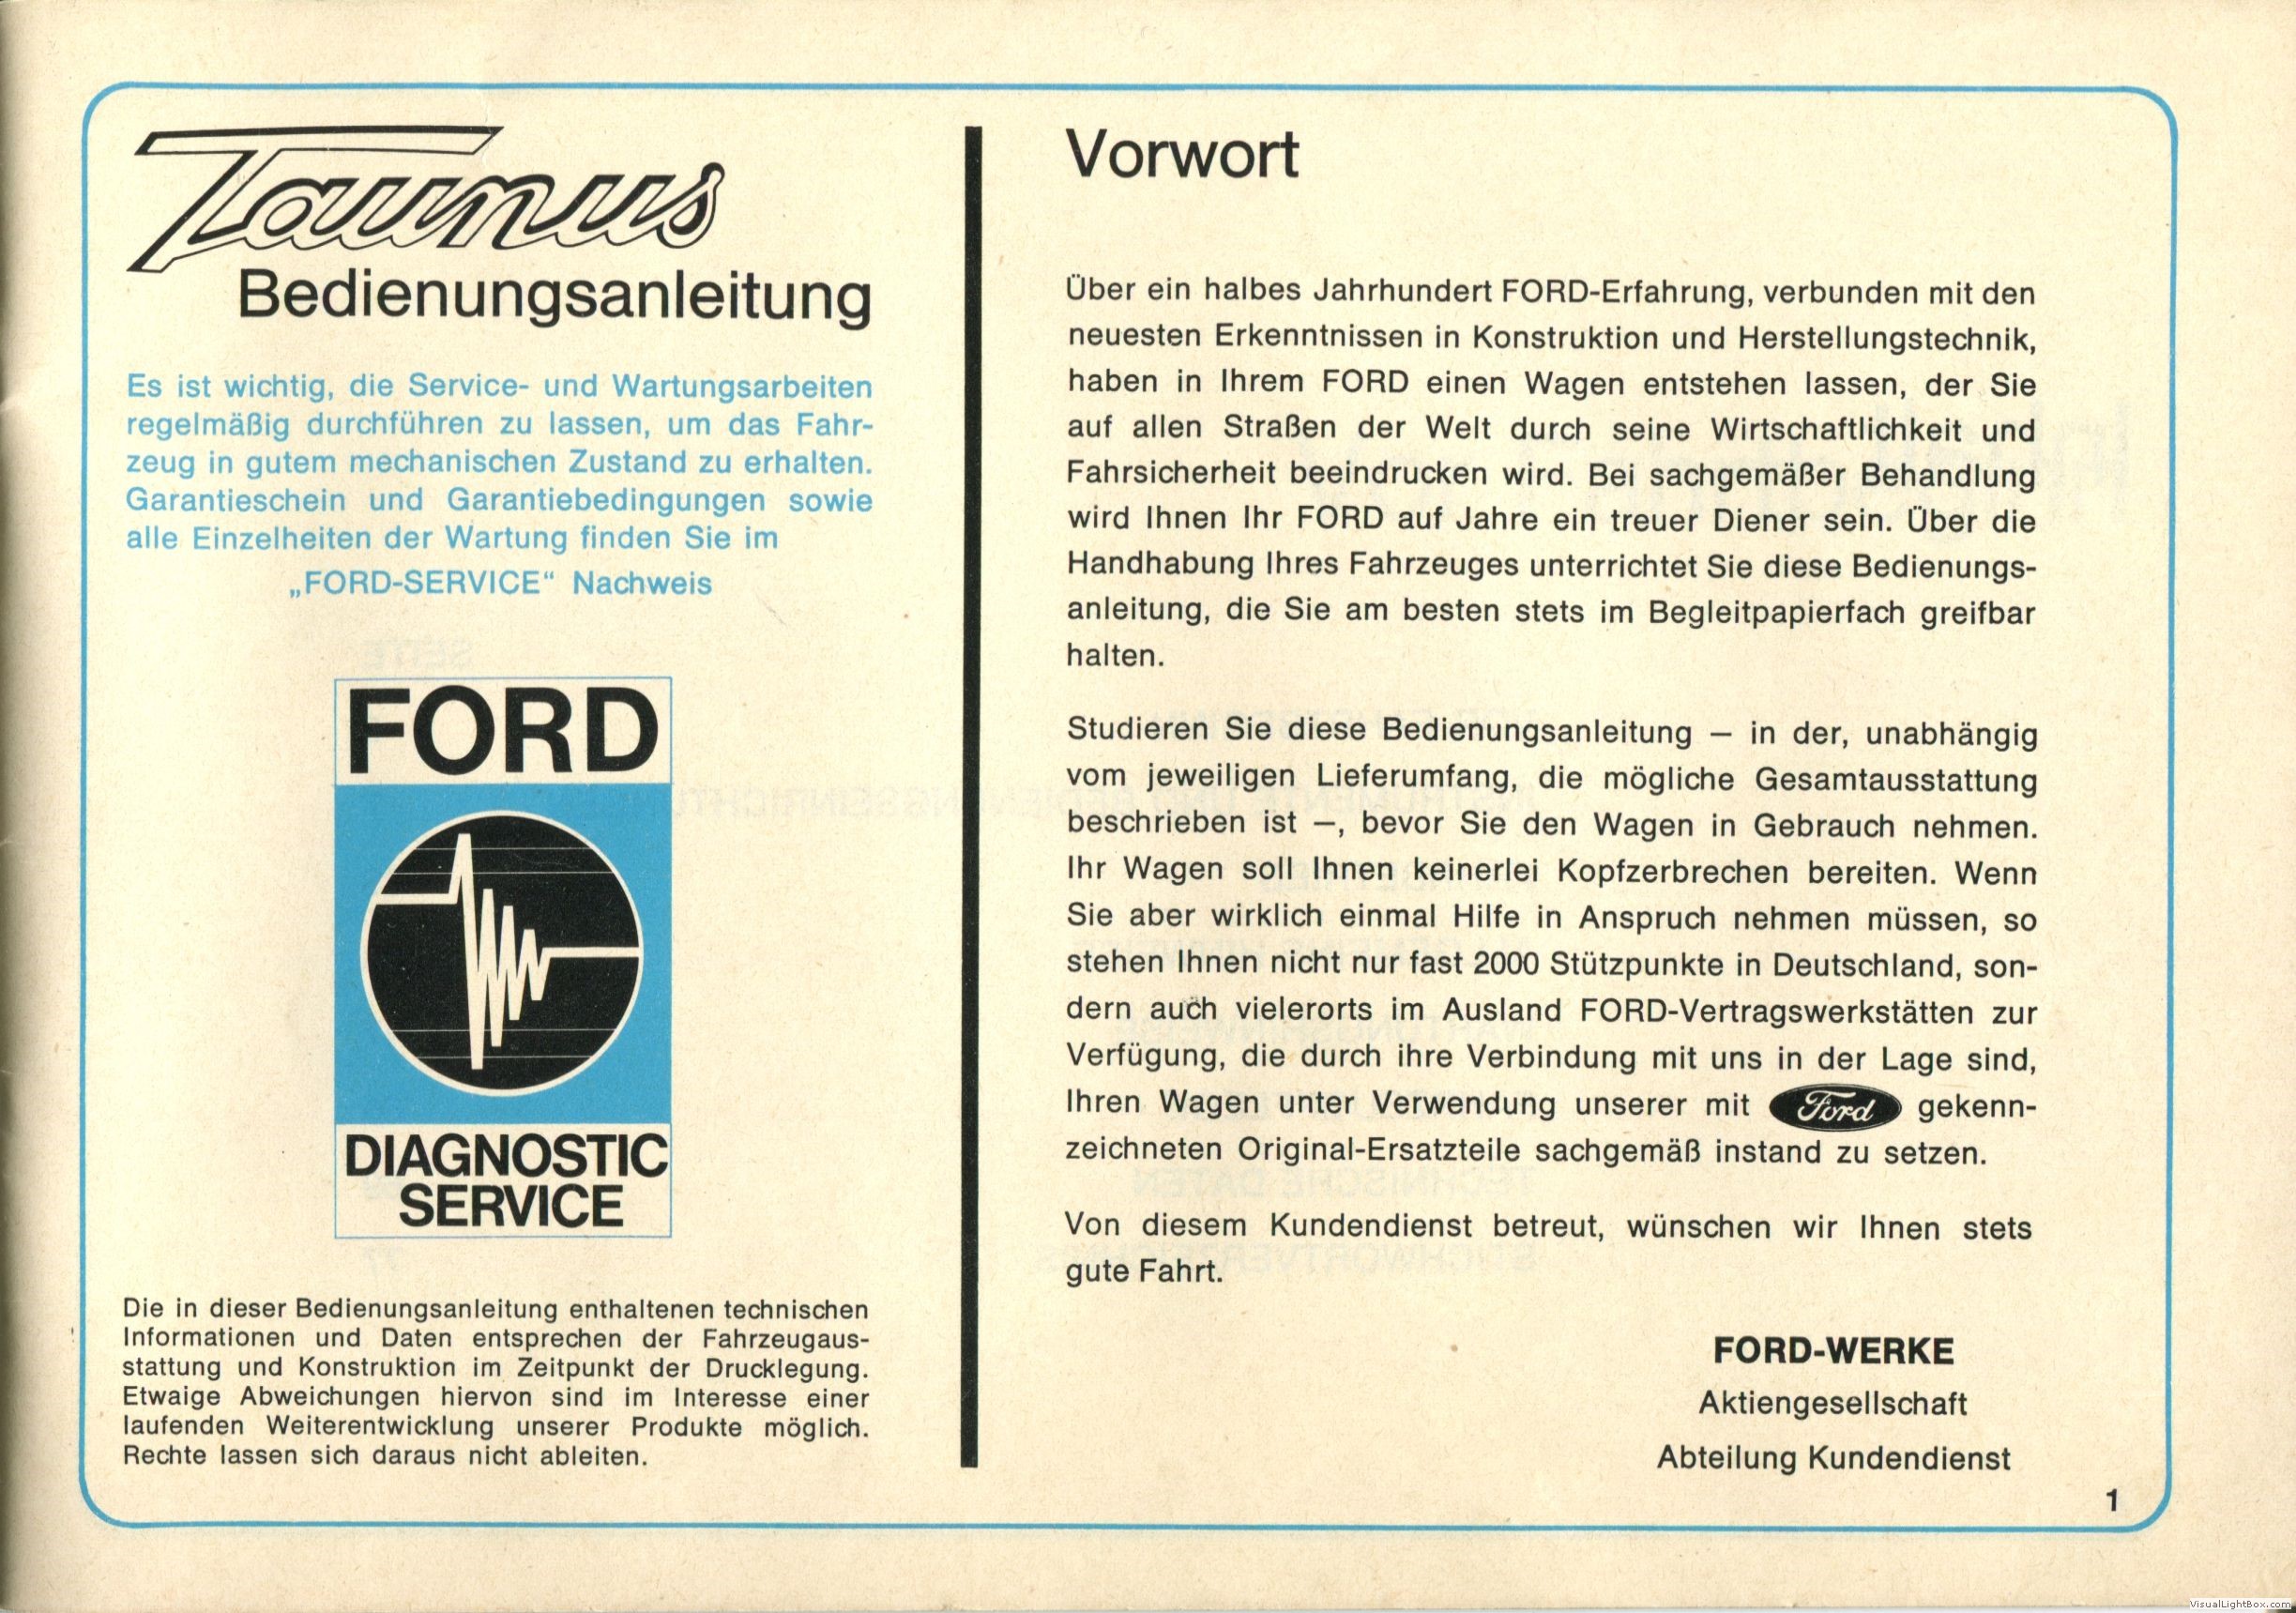 Taunus
Bedienungsanleitung
Es ist wichtig, die Service- und Wartungsarbeiten
regelmäßig durchführen zu lassen, um das Fahr-
zeug in gutem mechanischen Zustand zu erhalten.
Garantieschein und Garantiebedingungen sowie
alle Einzelheiten der Wartung finden Sie im
„FORD-SERVICE“ Nachweis
FORD
DIAGNOSTIC
SERVICE
Die in dieser Bedienungsanleitung enthaltenen technischen
Informationen und Daten entsprechen der Fahrzeugaus-
stattung und Konstruktion im Zeitpunkt der Drucklegung.
Etwaige Abweichungen hiervon sind im Interesse einer
laufenden Weiterentwicklung unserer Produkte möglich.
Rechte lassen sich daraus nicht ableiten.
Vorwort
Über ein halbes Jahrhundert FORD-Erfahrung, verbunden mit den
neuesten Erkenntnissen in Konstruktion und Herstellungstechnik,
haben in Ihrem FORD einen Wagen entstehen lassen, der Sie
auf allen Straßen der Welt durch seine Wirtschaftlichkeit und
Fahrsicherheit beeindrucken wird. Bei sachgemäßer Behandlung
wird Ihnen Ihr FORD auf Jahre ein treuer Diener sein. Über die
Handhabung Ihres Fahrzeuges unterrichtet Sie diese Bedienungs-
anleitung, die Sie am besten stets im Begleitpapierfach greifbar
halten.
Studieren Sie diese Bedienungsanleitung — in der, unabhängig
vom jeweiligen Lieferumfang, die mögliche Gesamtausstattung
beschrieben ist —, bevor Sie den Wagen in Gebrauch nehmen.
Ihr Wagen soll Ihnen keinerlei Kopfzerbrechen bereiten. Wenn
Sie aber wirklich einmal Hilfe in Anspruch nehmen müssen, so
stehen Ihnen nicht nur fast 2000 Stützpunkte in Deutschland, son-
dern auch vielerorts im Ausland FORD-Vertragswerkstätten zur
Verfügung, die durch ihre Verbindung mit uns in der Lage sind,
Ihren Wagen unter Verwendung unserer mit Ford gekenn-
zeichneten Original-Ersatzteile sachgemäß instand zu setzen.
Von diesem Kundendienst betreut, wünschen wir Ihnen stets
gute Fahrt.
FORD-WERKE
Aktiengesellschaft
Abteilung Kundendienst
1
VisualLightBox.com